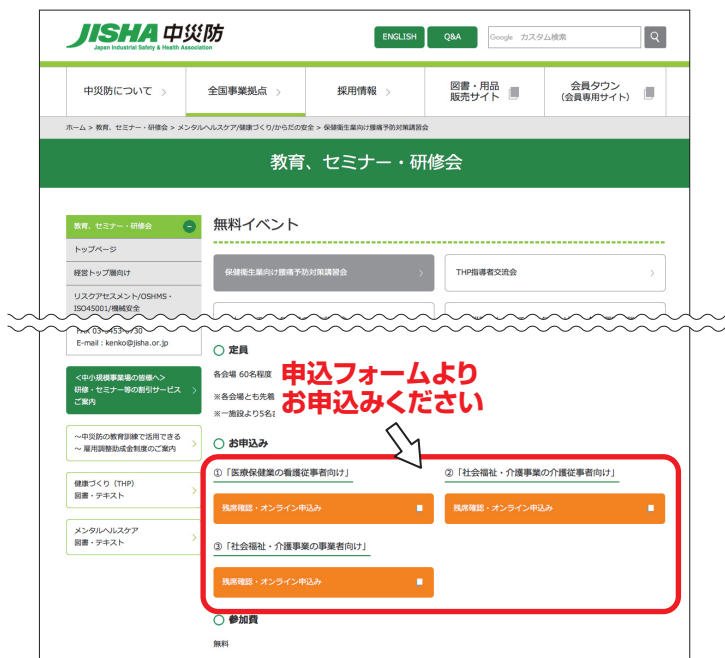 JISHA 中災防
Japan Industrial Safety & Health Association
ENGLISH
Q&A
Google カスタム検索
中災防について
全国事業拠点
採用情報
図書・用品
販売サイト
会員タウン
(会員専用サイト)
ホーム > 教育、セミナー・研修会 > メンタルヘルスケア/健康づくり/からだの安全 > 保健衛生業向け腰痛予防対策講習会
教育、セミナー・研修会
教育、セミナー・研修会
トップページ
経営トップ層向け
リスクアセスメント/OSHMS・
ISO45001/機械安全
無料イベント
保健衛生業向け腰痛予防対策講習会
THP指導者交流会
FAX 03-3453-0730
E-mail : kenko@jisha.or.jp
<中小規模事業場の皆様へ>
研修・セミナー等の割引サービス
ご案内
~中災防の教育訓練で活用できる
~ 雇用調整助成金制度のご案内
健康づくり (THP)
図書・テキスト
メンタルヘルスケア
図書・テキスト
定員
各会場 60名程度
※各会場とも先着
※一施設より5名
申込フォームより
お申込みください
お申込み
①「医療保健業の看護従事者向け」
②「社会福祉・介護事業の介護従事者向け」
残席確認・オンライン申込み
残席確認・オンライン申込み
③「社会福祉・介護事業の事業者向け」
残席確認・オンライン申込み
参加費
無料